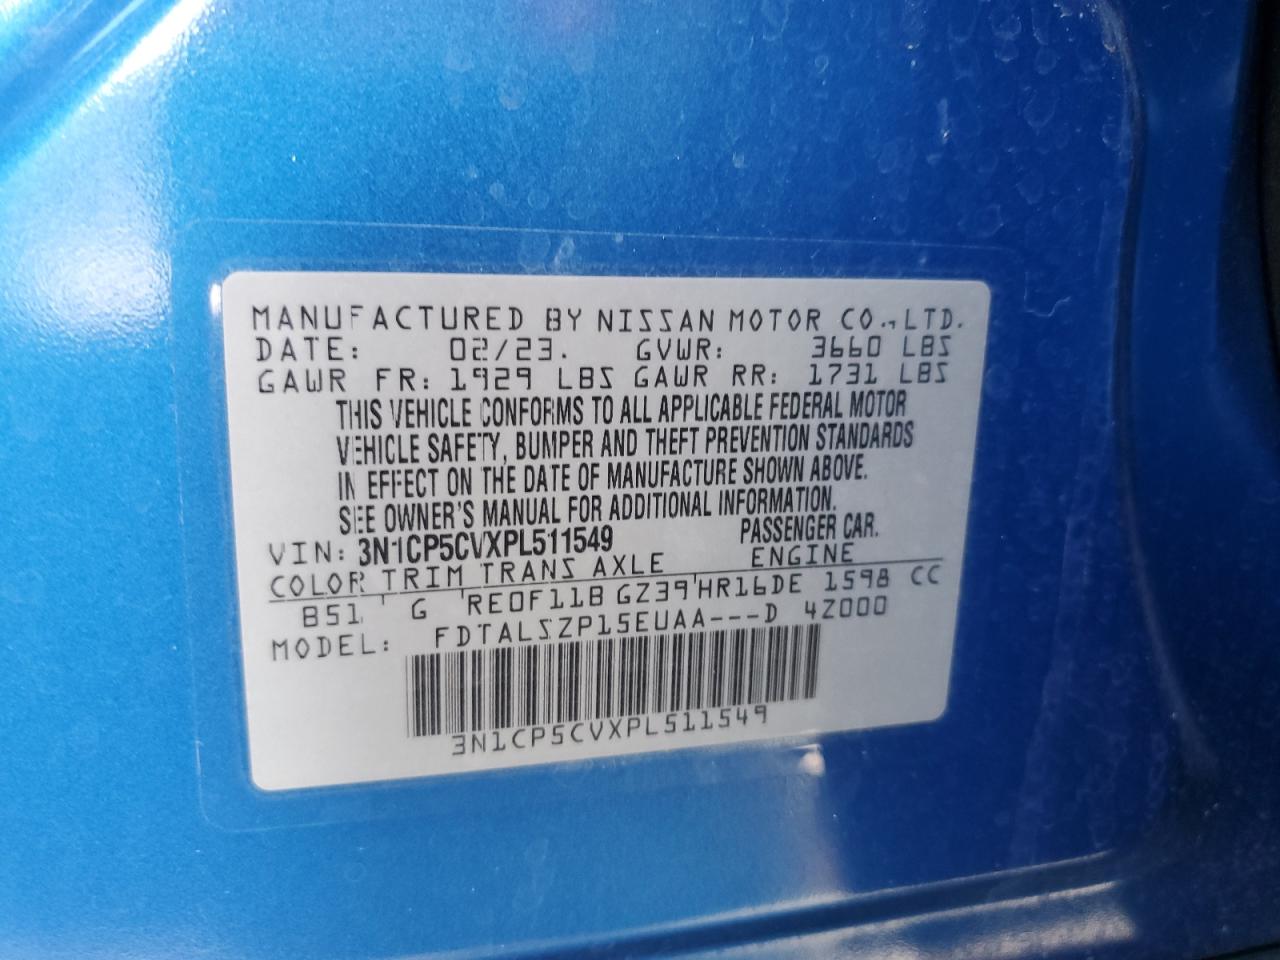 MANUFACTURED BY NISSAN MOTOR CO., LTD.
DATE: 02/23. GVWR: 3660 LBS
GAWR FR: 1929 LBS GAWR RR: 1731 LBS
THIS VEHICLE CONFORMS TO ALL APPLICABLE FEDERAL MOTOR
VEHICLE SAFETY, BUMPER AND THEFT PREVENTION STANDARDS
IN EFFECT ON THE DATE OF MANUFACTURE SHOWN ABOVE.
SEE OWNER'S MANUAL FOR ADDITIONAL INFORMATION.
VIN: 3N1CP5CVXPL511549 PASSENGER CAR.
COLOR TRIM TRANS AXLE ENGINE
B51 ' G ' RE0F11B GZ39 ' HR16DE 1598 CC
MODEL: FDTALSZP15EUAA---D 4Z000
3N1CP5CVXPL511549